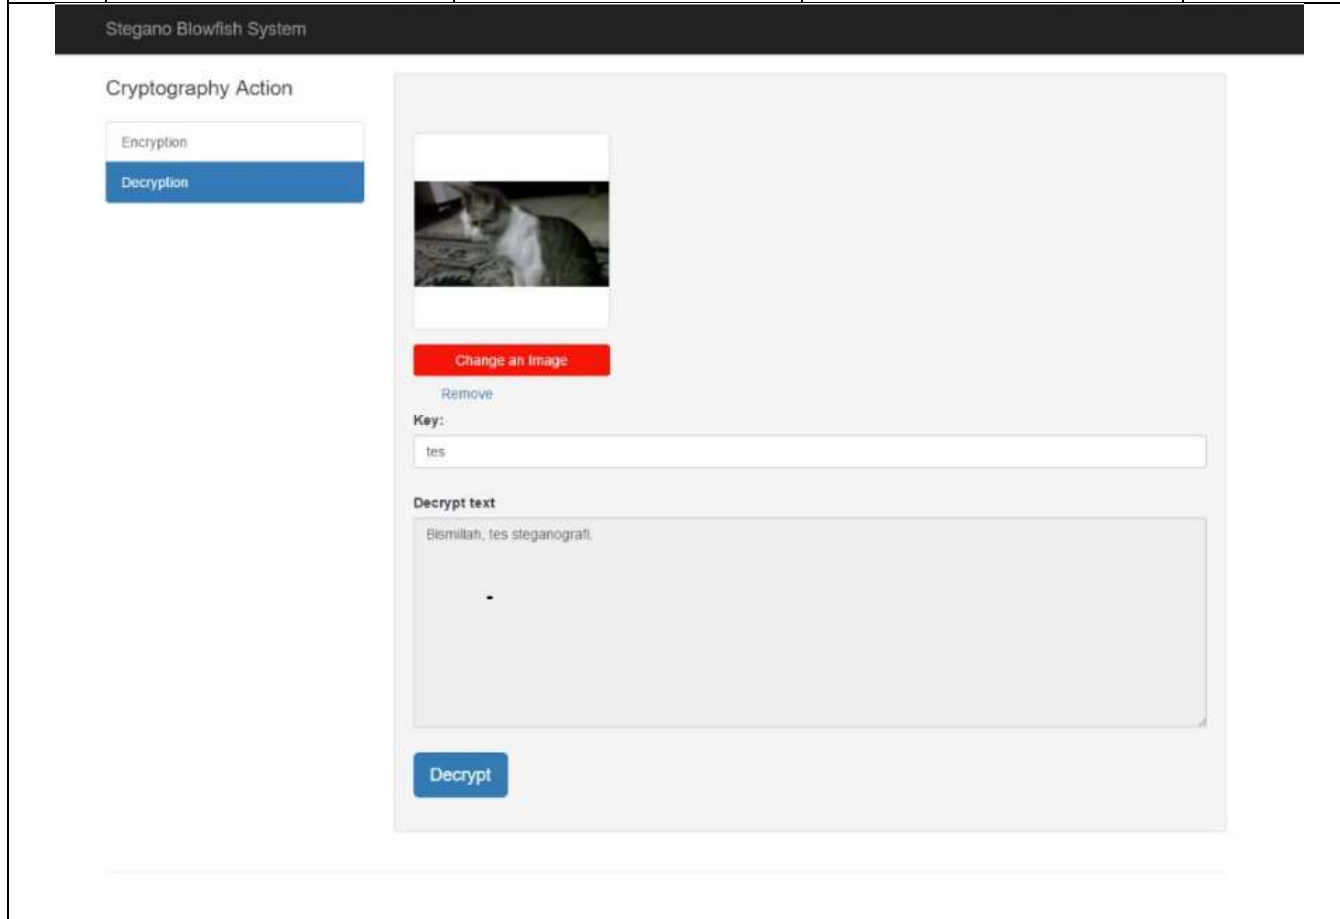 Stegano Blowfish System
Cryptography Action
Encryption
Decryption
Change an Image
Remove
Key:
tes
Decrypt text
Bismillah, tes steganografi.
Decrypt